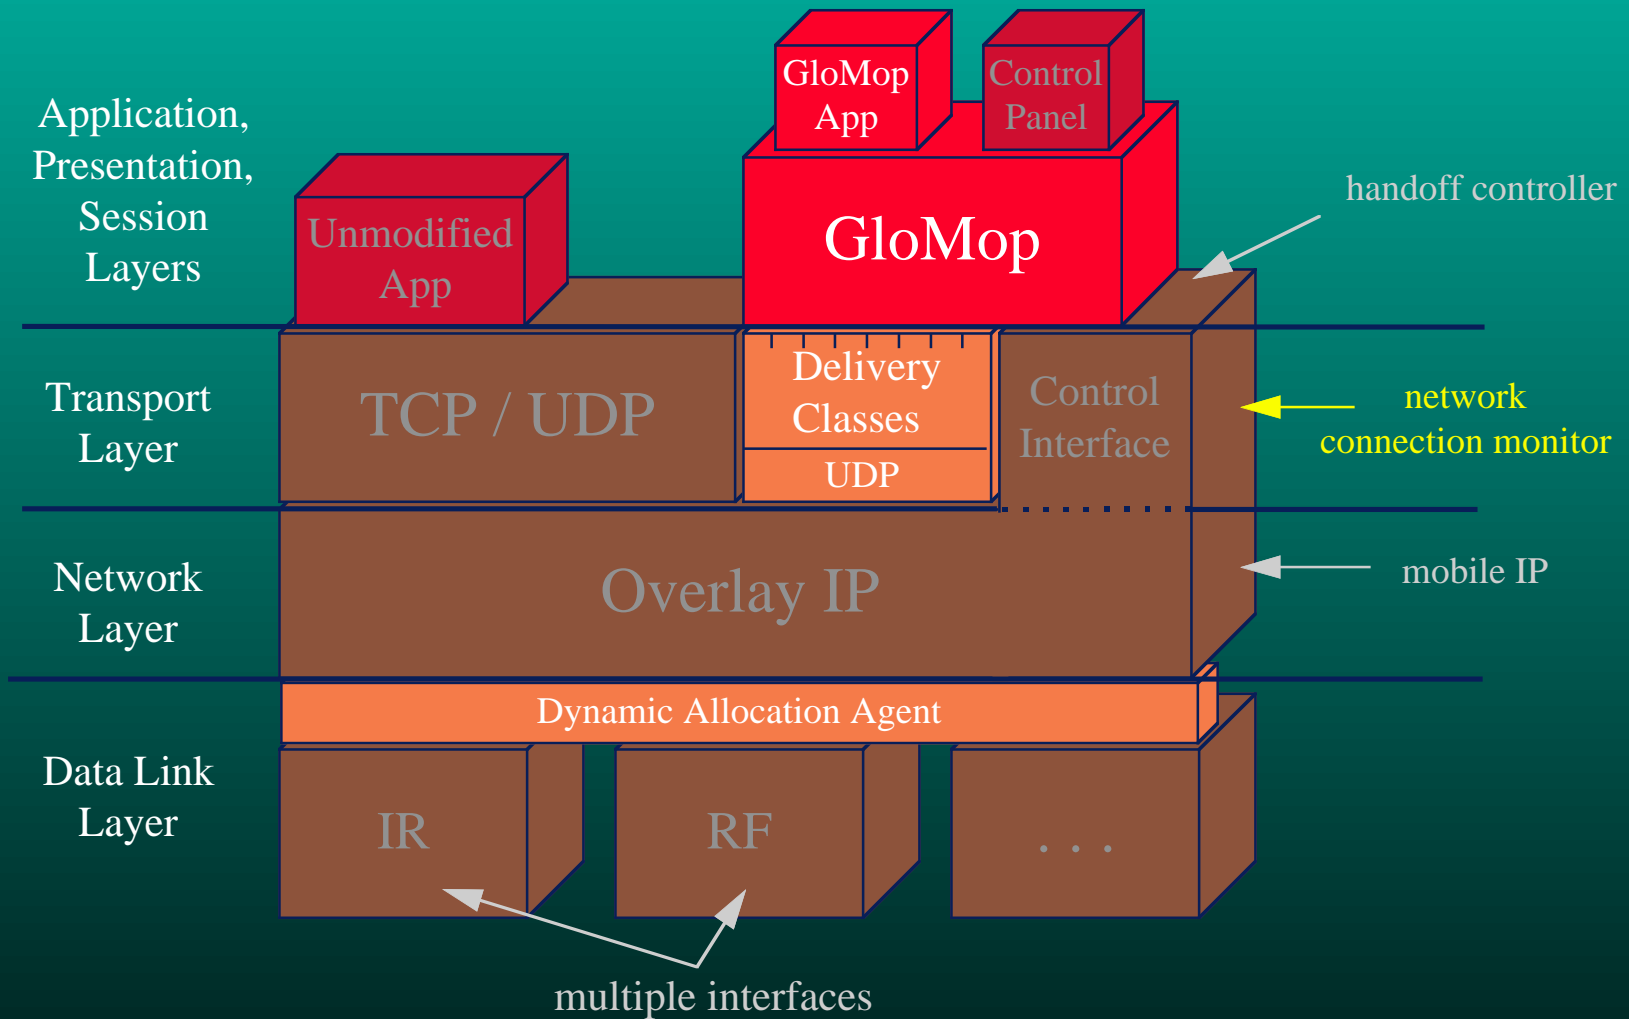 GloMop
App
Control
Panel
Application,
Presentation,
Session
Layers
Unmodified
App
GloMop
handoff controller
Transport
Layer
TCP / UDP
Delivery
Classes
UDP
Control
Interface
network
connection monitor
Network
Layer
Overlay IP
mobile IP
Dynamic Allocation Agent
Data Link
Layer
IR
RF
. . .
multiple interfaces